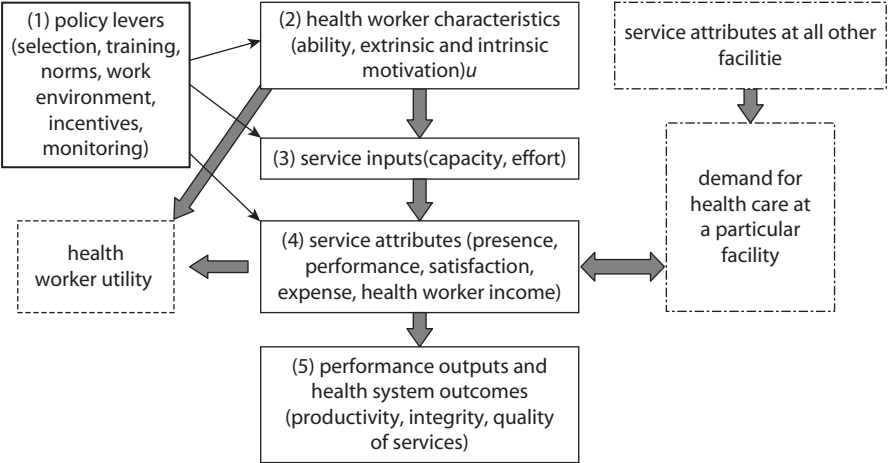 (1) policy levers
(selection, training,
norms, work
environment,
incentives,
monitoring)
(2) health worker characteristics
(ability, extrinsic and intrinsic
motivation)u
service attributes at all other
facilitie
(3) service inputs(capacity, effort)
demand for
health care at
a particular
facility
health
worker utility
(4) service attributes (presence,
performance, satisfaction,
expense, health worker income)
(5) performance outputs and
health system outcomes
(productivity, integrity, quality
of services)